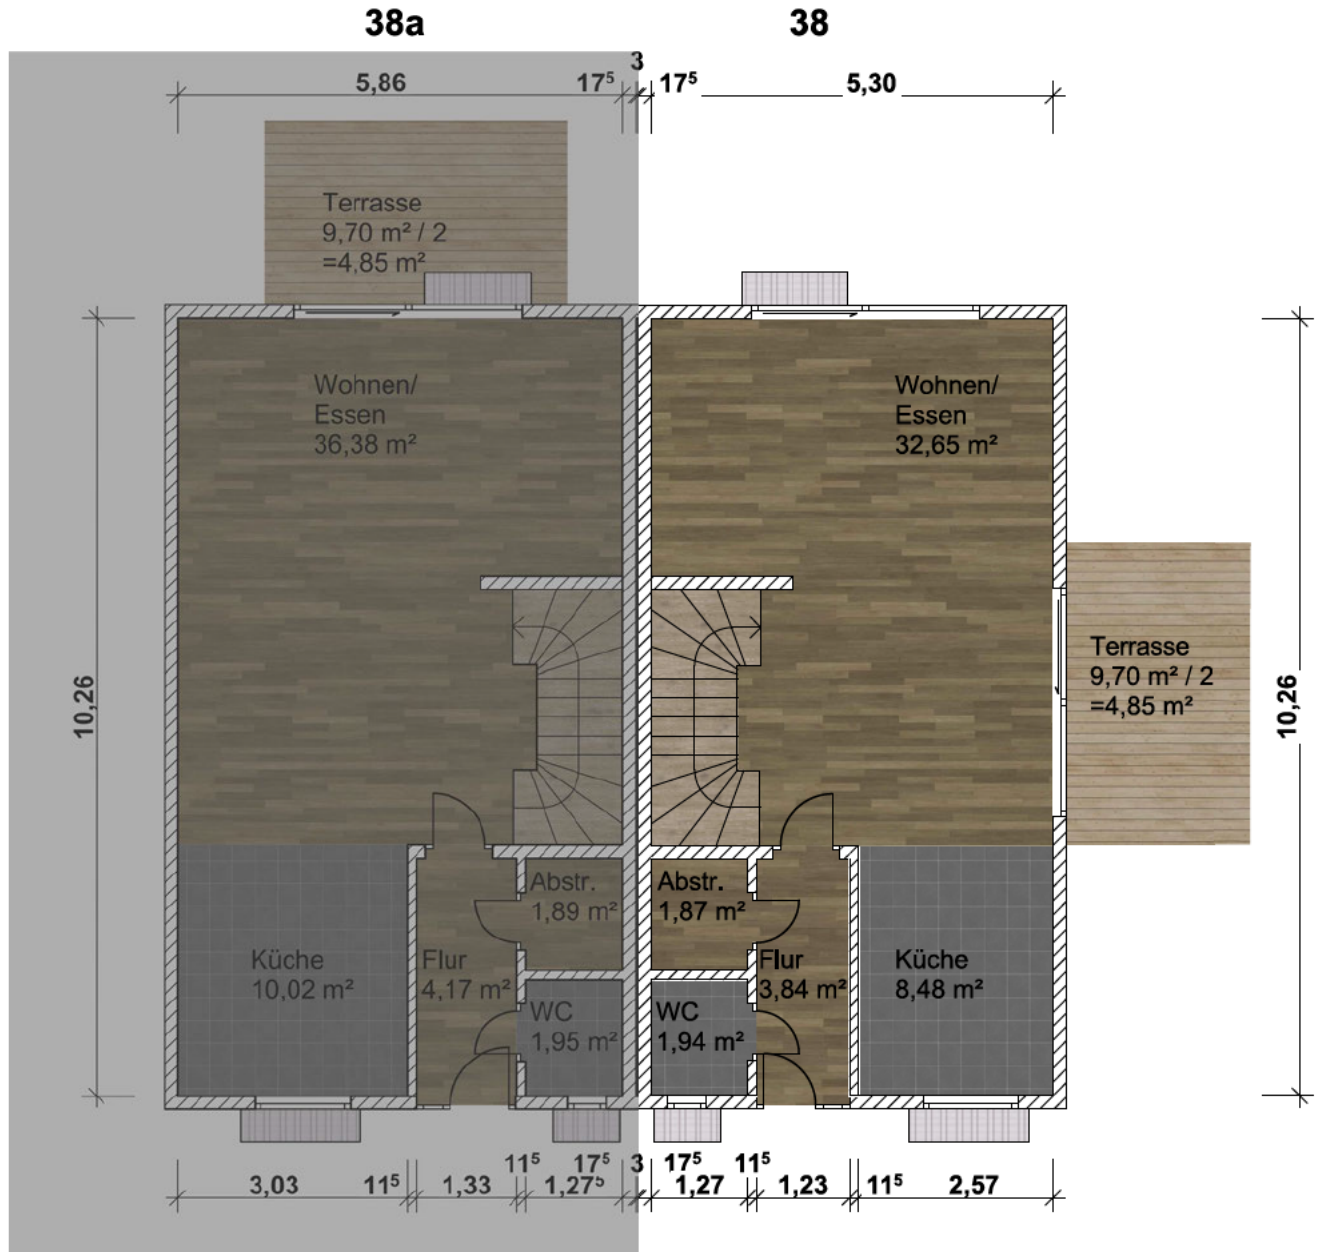 38a
38
3
5,86
17⁵
17⁵
5,30
Terrasse
9,70 m² / 2
=4,85 m²
Wohnen/
Essen
36,38 m²
Wohnen/
Essen
32,65 m²
10,26
Terrasse
9,70 m² / 2
=4,85 m²
10,26
Abstr.
1,89 m²
Abstr.
1,87 m²
Küche
10,02 m²
Flur
4,17 m²
Flur
3,84 m²
Küche
8,48 m²
WC
1,95 m²
WC
1,94 m²
11⁵ 17⁵ 3 17⁵ 11⁵
3,03 11⁵ 1,33 1,27⁵ 1,27 1,23 11⁵ 2,57